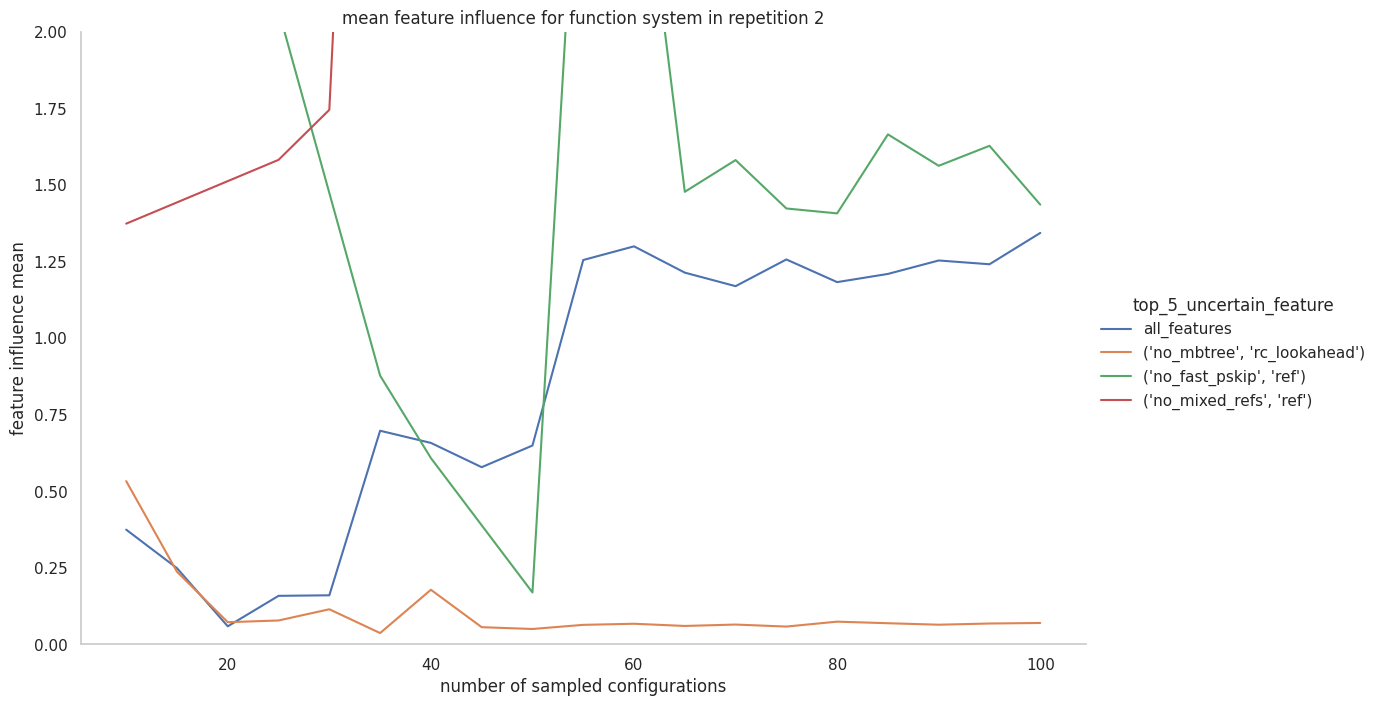 mean feature influence for function system in repetition 2
2.00
1.75
1.50
1.25
1.00
0.75
0.50
0.25
0.00
feature influence mean
20
40
60
80
100
number of sampled configurations
top_5_uncertain_feature
all_features
('no_mbtree', 'rc_lookahead')
('no_fast_pskip', 'ref')
('no_mixed_refs', 'ref')